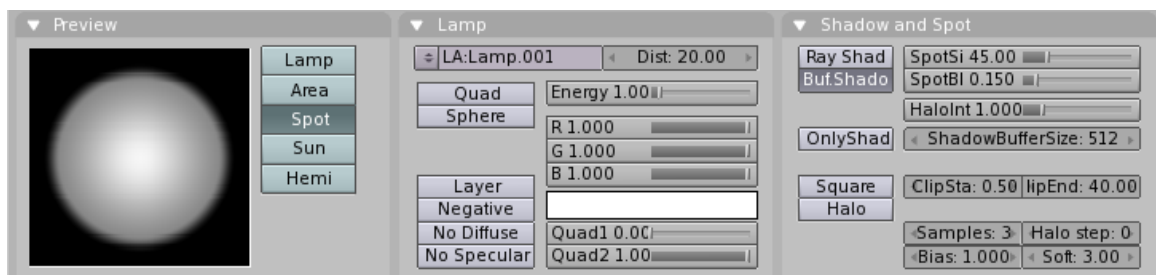 Preview
Lamp
Area
Spot
Sun
Hemi
Lamp
LA:Lamp.001
Dist: 20.00
Quad
Sphere
Energy 1.00
R 1.000
G 1.000
B 1.000
Layer
Negative
No Diffuse
No Specular
Quad1 0.00
Quad2 1.00
Shadow and Spot
Ray Shad
Buf.Shado
SpotSi 45.00
SpotBl 0.150
HaloInt 1.000
OnlyShad
ShadowBufferSize: 512
Square
Halo
ClipSta: 0.50
lipEnd: 40.00
Samples: 3
Halo step: 0
Bias: 1.000
Soft: 3.00